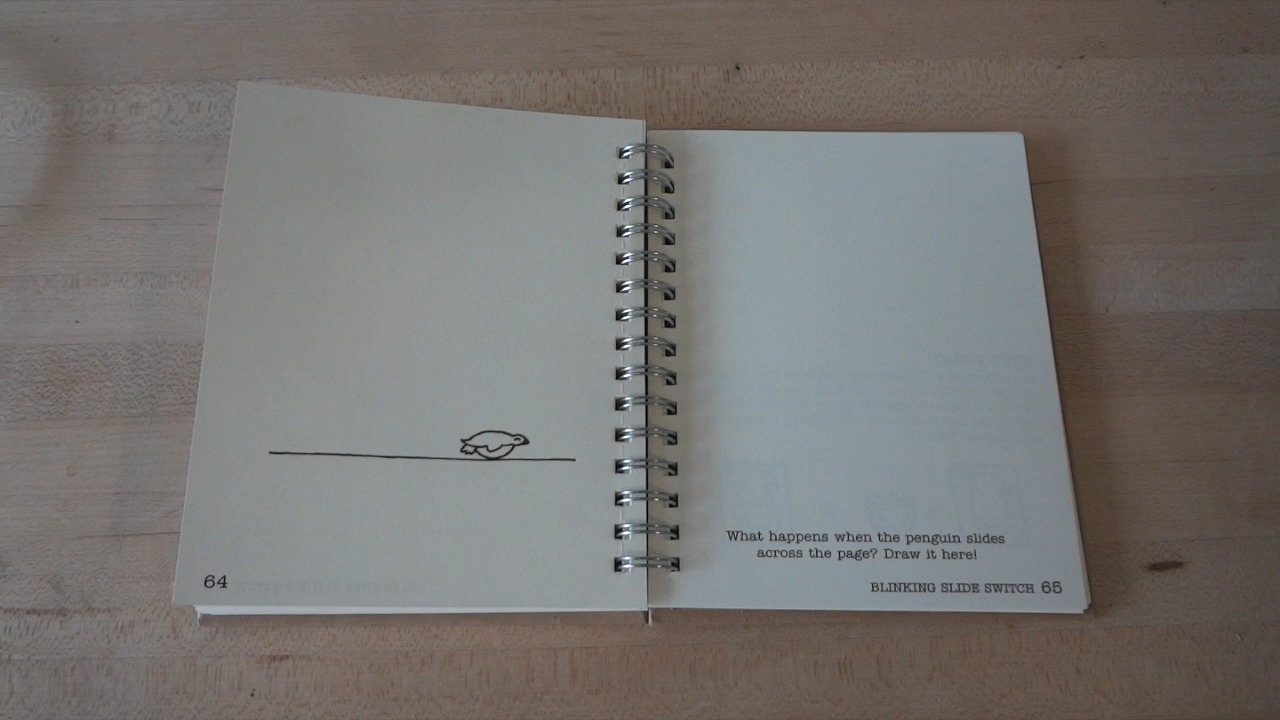 64
What happens when the penguin slides
across the page? Draw it here!
BLINKING SLIDE SWITCH 65